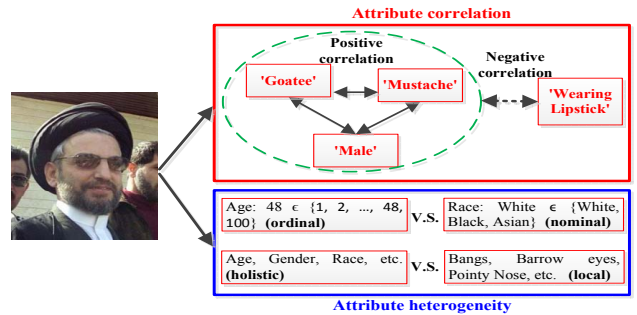 Attribute correlation
Positive
correlation
Negative
correlation
'Goatee'
'Mustache'
'Wearing
Lipstick'
'Male'
Age: 48 ϵ {1, 2, ..., 48,
100} (ordinal)
V.S.
Race: White ϵ {White,
Black, Asian} (nominal)
Age, Gender, Race, etc.
(holistic)
V.S.
Bangs, Barrow eyes,
Pointy Nose, etc. (local)
Attribute heterogeneity